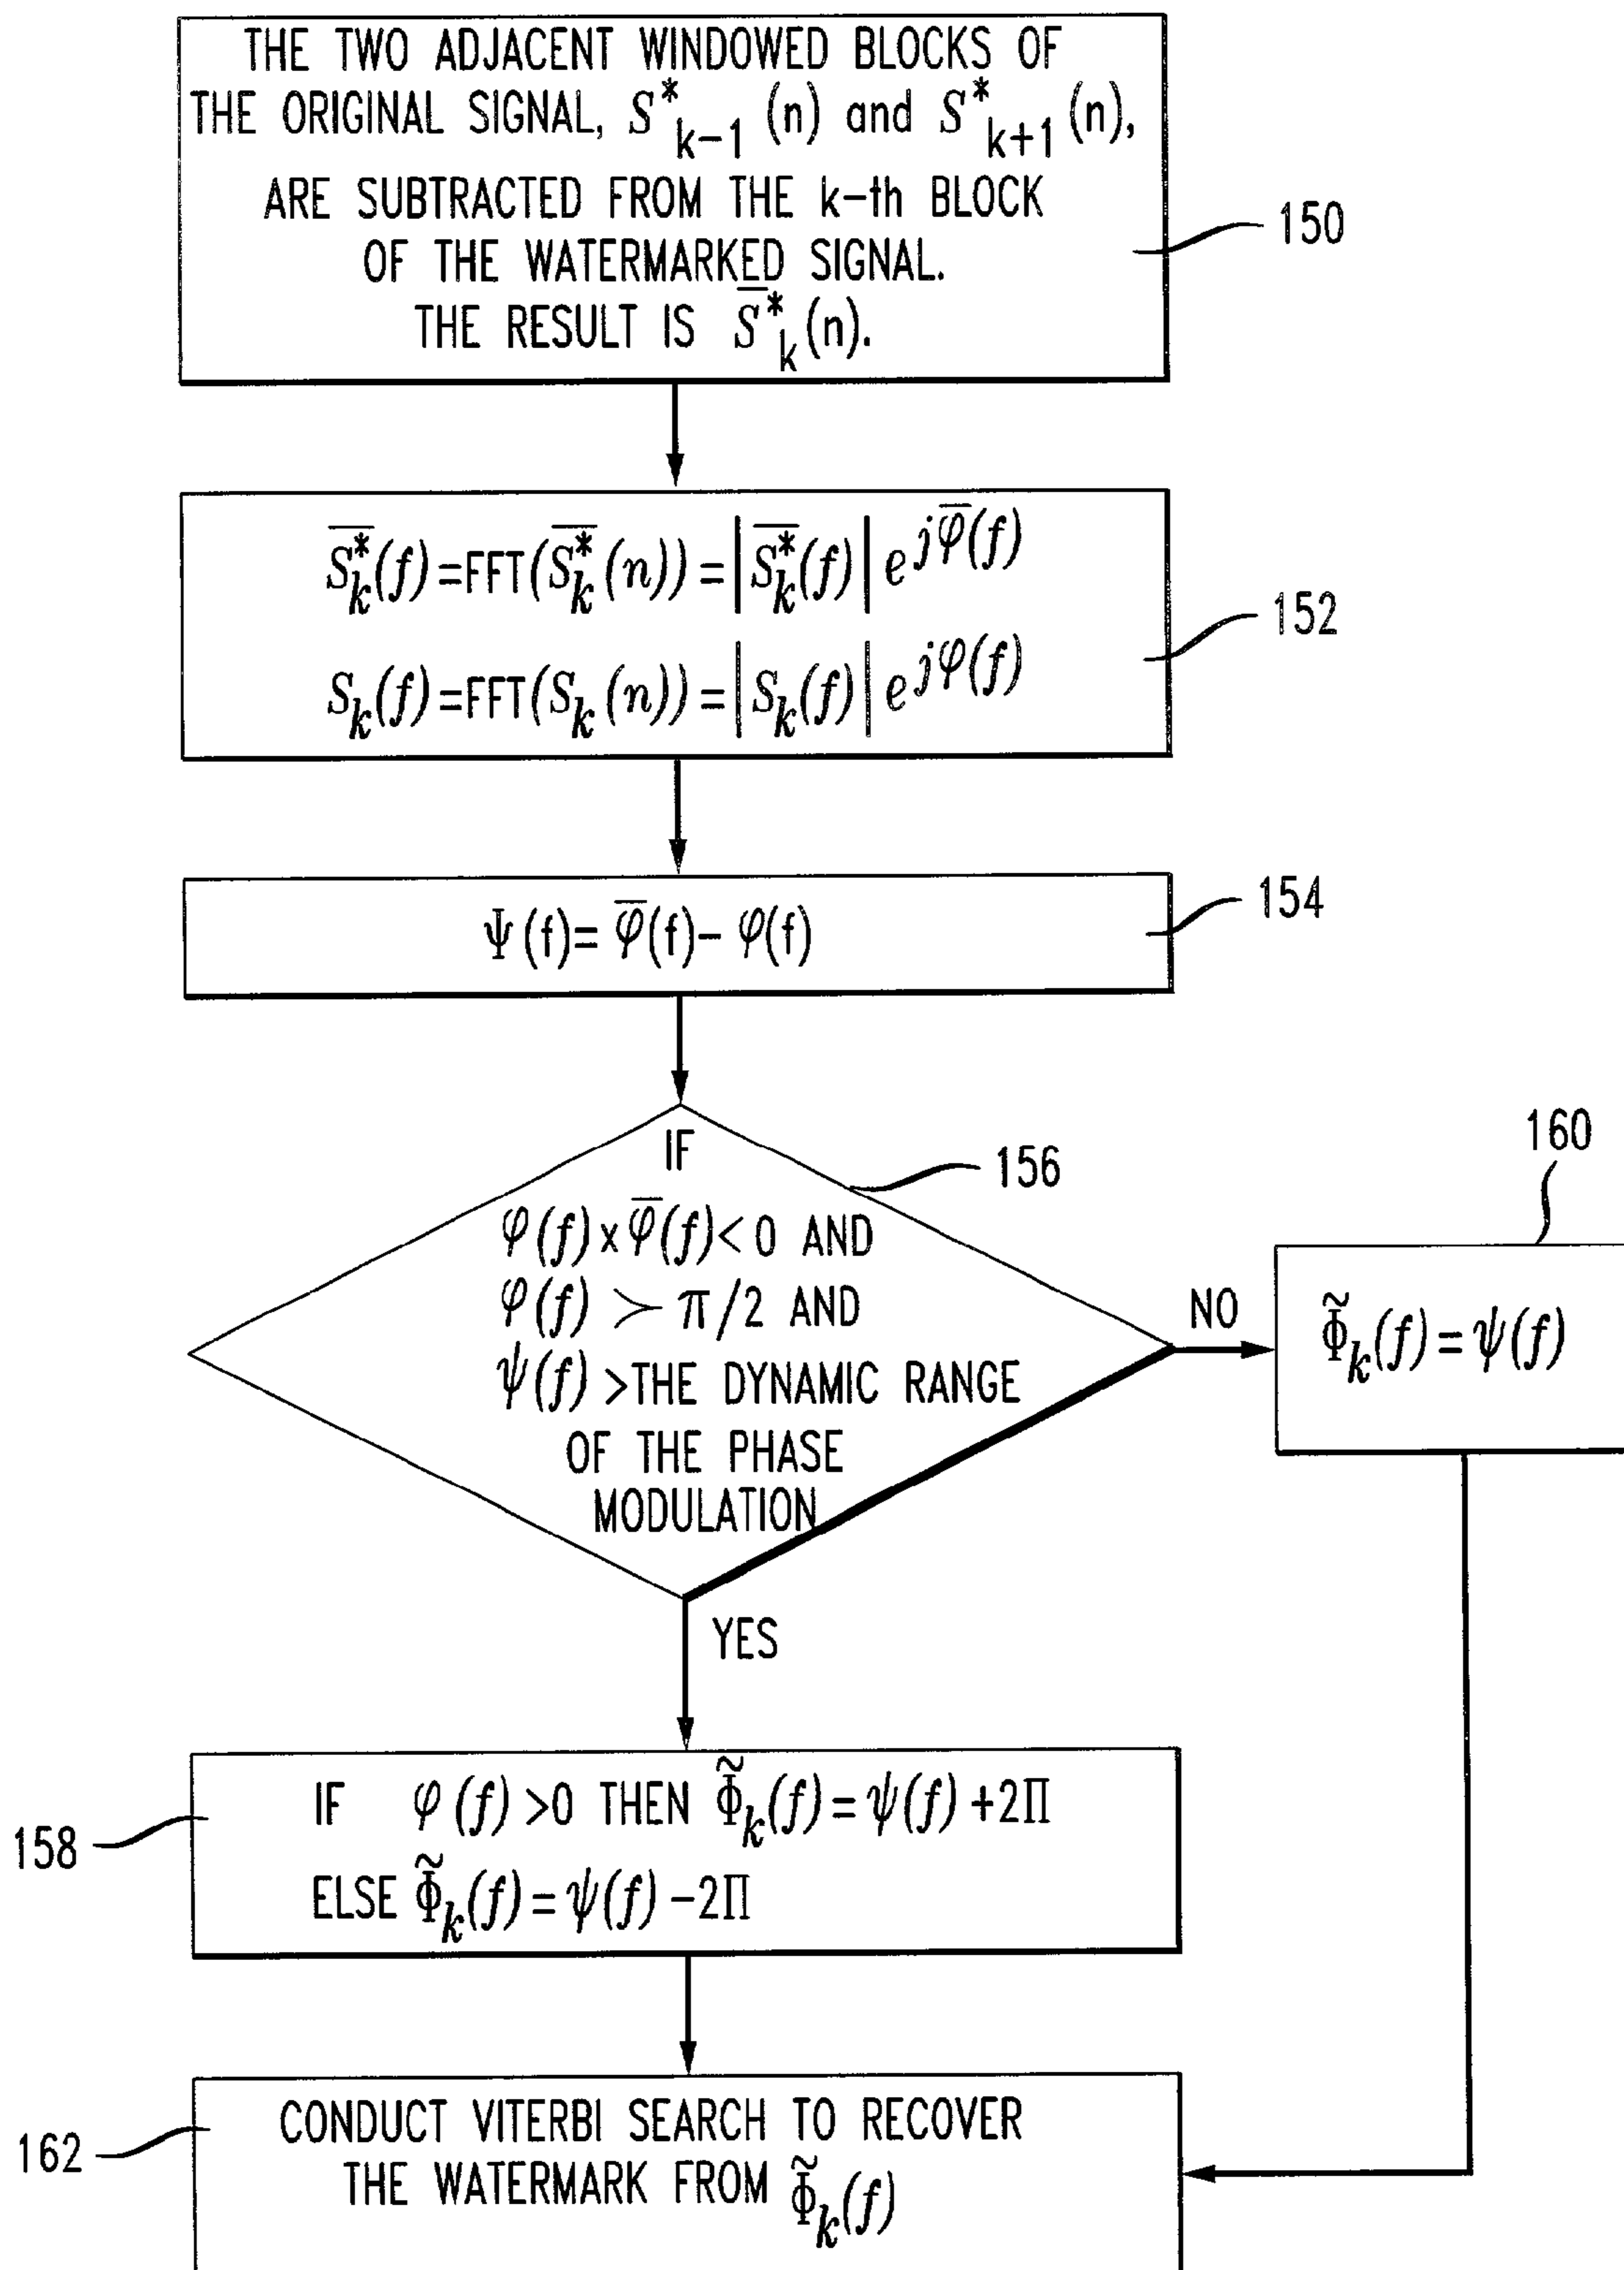 THE TWO ADJACENT WINDOWED BLOCKS OF
THE ORIGINAL SIGNAL, S*k-1 (n) and S*k+1 (n),
ARE SUBTRACTED FROM THE k-th BLOCK
OF THE WATERMARKED SIGNAL.
THE RESULT IS S̅*k(n).
150
S̅*k(f)=FFT(S̅*k(n))=|S̅*k(f)| e^jφ̅(f)
Sk(f)=FFT(Sk(n))=|Sk(f)| e^jφ(f)
152
Ψ(f)= φ̅(f)- φ(f)
154
IF
φ(f)xφ̅(f)<0 AND
φ(f) ≻ π/2 AND
ψ(f) >THE DYNAMIC RANGE
OF THE PHASE
MODULATION
156
NO
160
Φ̃k(f)=ψ(f)
YES
IF φ(f)>0 THEN Φ̃k(f)=ψ(f)+2Π
ELSE Φ̃k(f)=ψ(f)-2Π
158
CONDUCT VITERBI SEARCH TO RECOVER
THE WATERMARK FROM Φ̃k(f)
162